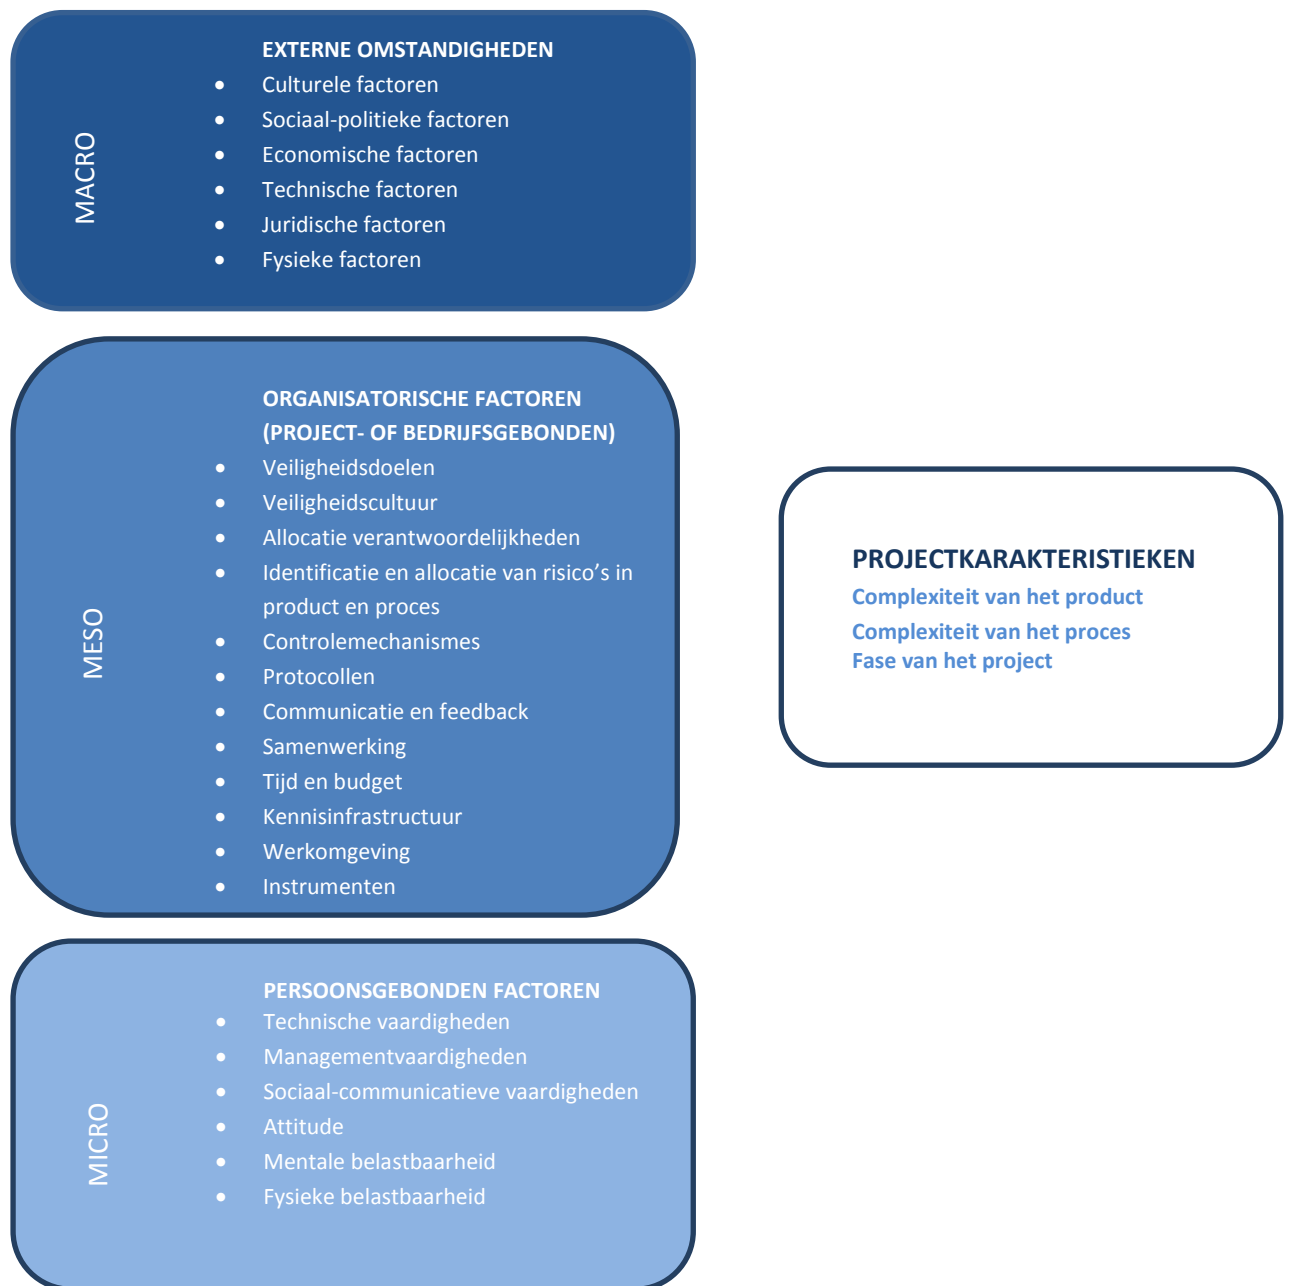 MACRO
EXTERNE OMSTANDIGHEDEN
• Culturele factoren
• Sociaal-politieke factoren
• Economische factoren
• Technische factoren
• Juridische factoren
• Fysieke factoren
MESO
ORGANISATORISCHE FACTOREN
(PROJECT- OF BEDRIJFSGEBONDEN)
• Veiligheidsdoelen
• Veiligheidscultuur
• Allocatie verantwoordelijkheden
• Identificatie en allocatie van risico’s in
product en proces
• Controlemechanismes
• Protocollen
• Communicatie en feedback
• Samenwerking
• Tijd en budget
• Kennisinfrastructuur
• Werkomgeving
• Instrumenten
PROJECTKARAKTERISTIEKEN
Complexiteit van het product
Complexiteit van het proces
Fase van het project
MICRO
PERSOONSGEBONDEN FACTOREN
• Technische vaardigheden
• Managementvaardigheden
• Sociaal-communicatieve vaardigheden
• Attitude
• Mentale belastbaarheid
• Fysieke belastbaarheid